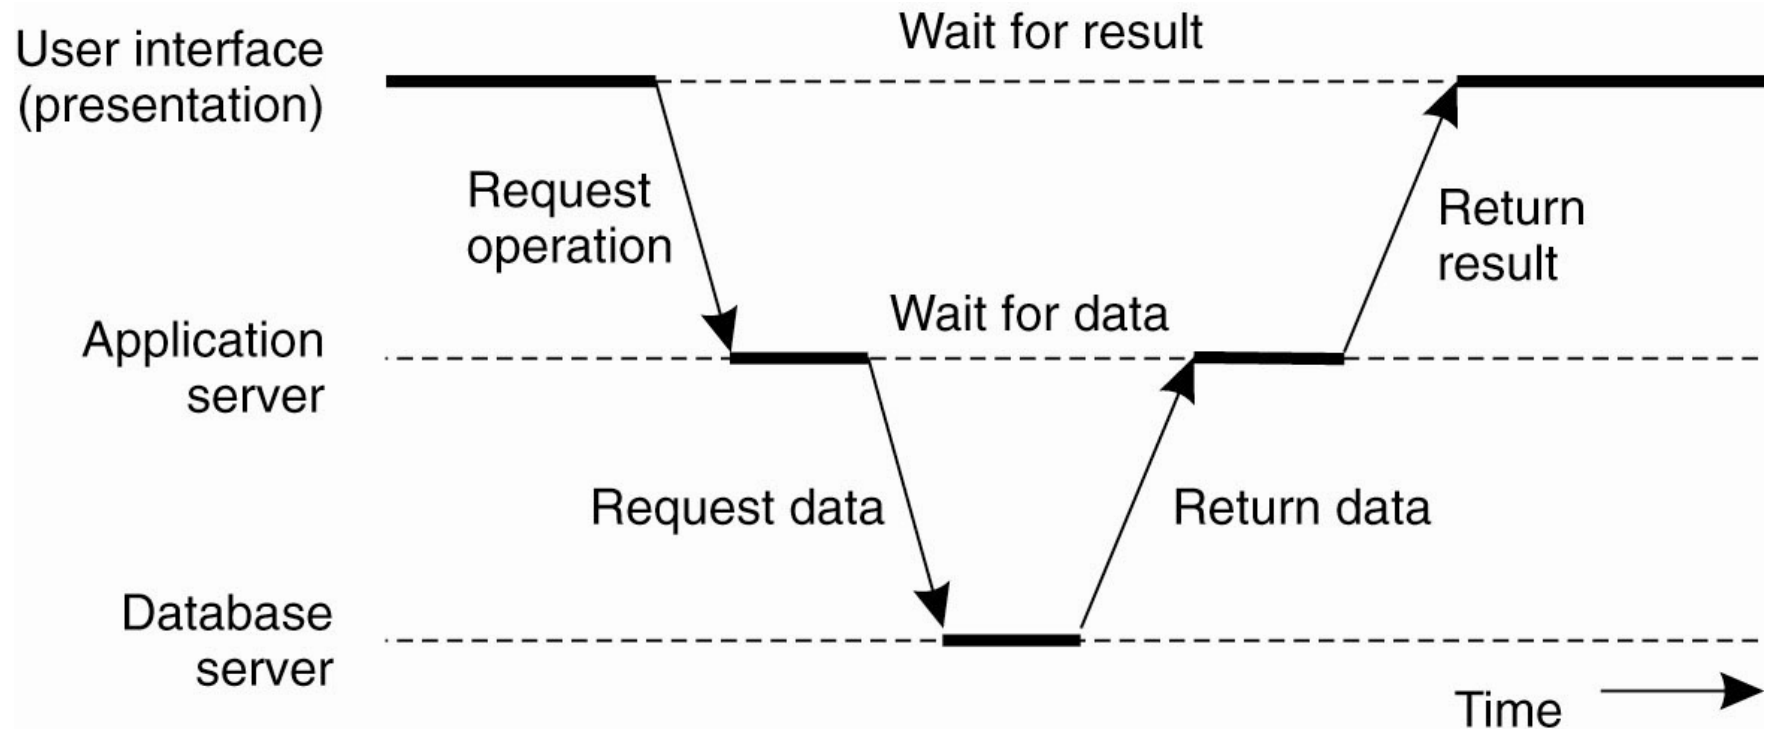 Wait for result
User interface
(presentation)
Request
operation
Return
result
Wait for data
Application
server
Request data
Return data
Database
server
Time